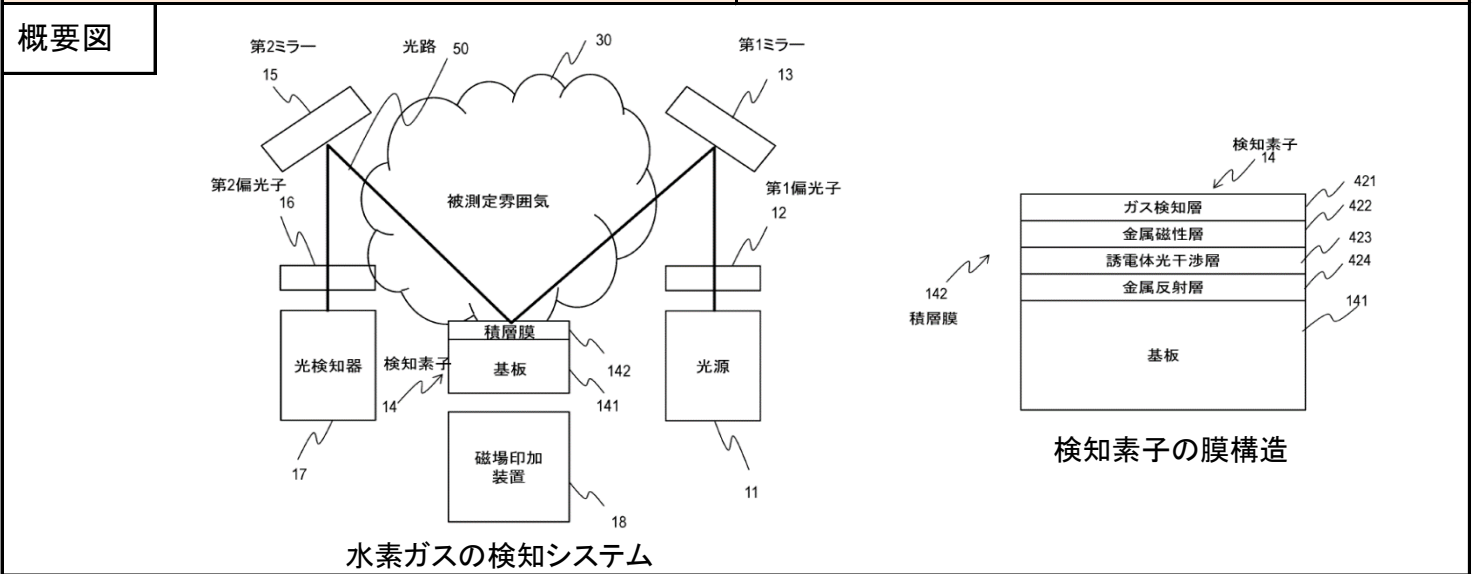 概要図
第2ミラー
15
光路 50
30
第1ミラー
13
第2偏光子
16
被測定雰囲気
第1偏光子
12
光検知器
17
検知素子
14
積層膜
基板
142
141
光源
11
磁場印加
装置
18
水素ガスの検知システム
検知素子
14
ガス検知層
421
金属磁性層
422
誘電体光干渉層
423
金属反射層
424
142
積層膜
基板
141
検知素子の膜構造